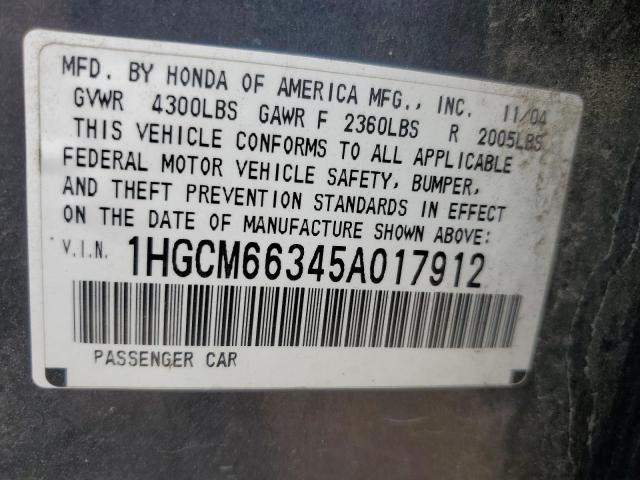 MFD. BY HONDA OF AMERICA MFG., INC. 11/04
GVWR 4300LBS GAWR F 2360LBS R 2005LBS
THIS VEHICLE CONFORMS TO ALL APPLICABLE
FEDERAL MOTOR VEHICLE SAFETY, BUMPER,
AND THEFT PREVENTION STANDARDS IN EFFECT
ON THE DATE OF MANUFACTURE SHOWN ABOVE:
V.I.N. 1HGCM66345A017912
PASSENGER CAR